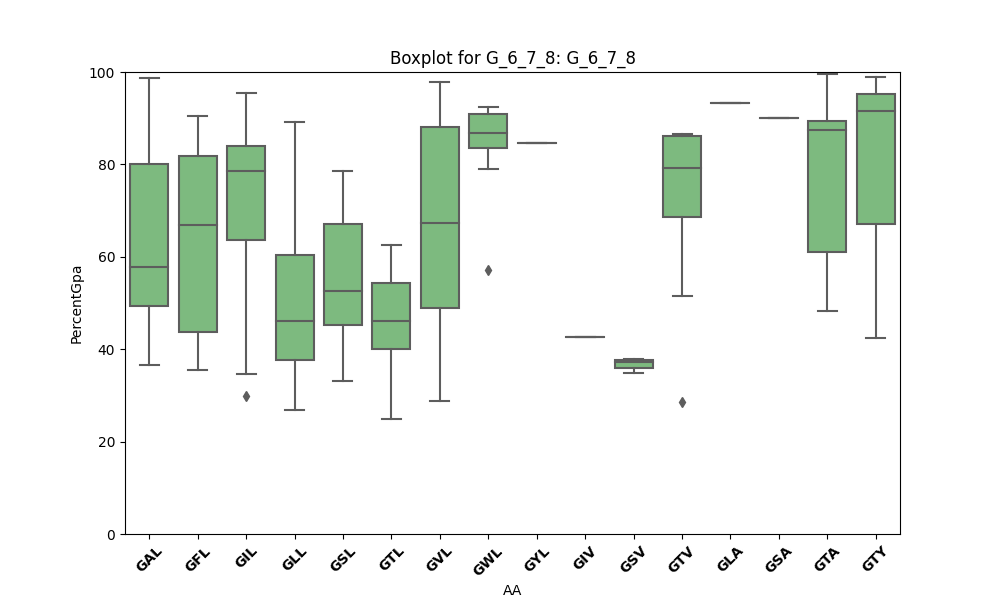 Boxplot for G_6_7_8: G_6_7_8
PercentGpa
100
80
60
40
20
0
GAL GFL GIL GLL GSL GTL GVL GWL GYL GIV GSV GTV GLA GSA GTA GTY
AA